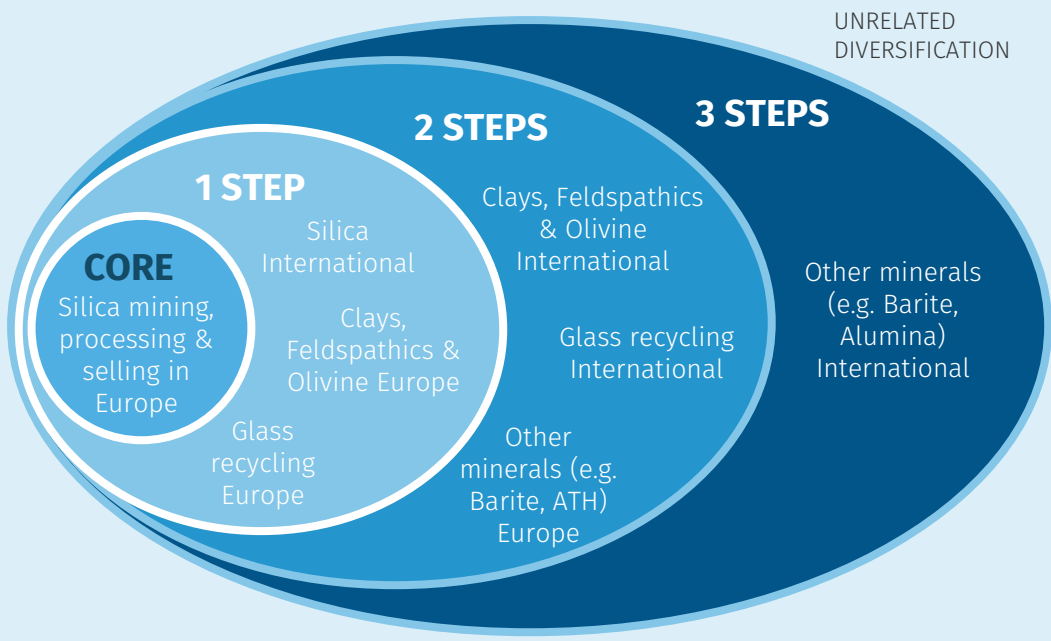 UNRELATED
DIVERSIFICATION
3 STEPS
2 STEPS
1 STEP
CORE
Silica mining,
processing &
selling in
Europe
Silica
International
Clays,
Feldspathics &
Olivine Europe
Glass
recycling
Europe
Clays, Feldspathics
& Olivine
International
Glass recycling
International
Other
minerals (e.g.
Barite, ATH)
Europe
Other minerals
(e.g. Barite,
Alumina)
International